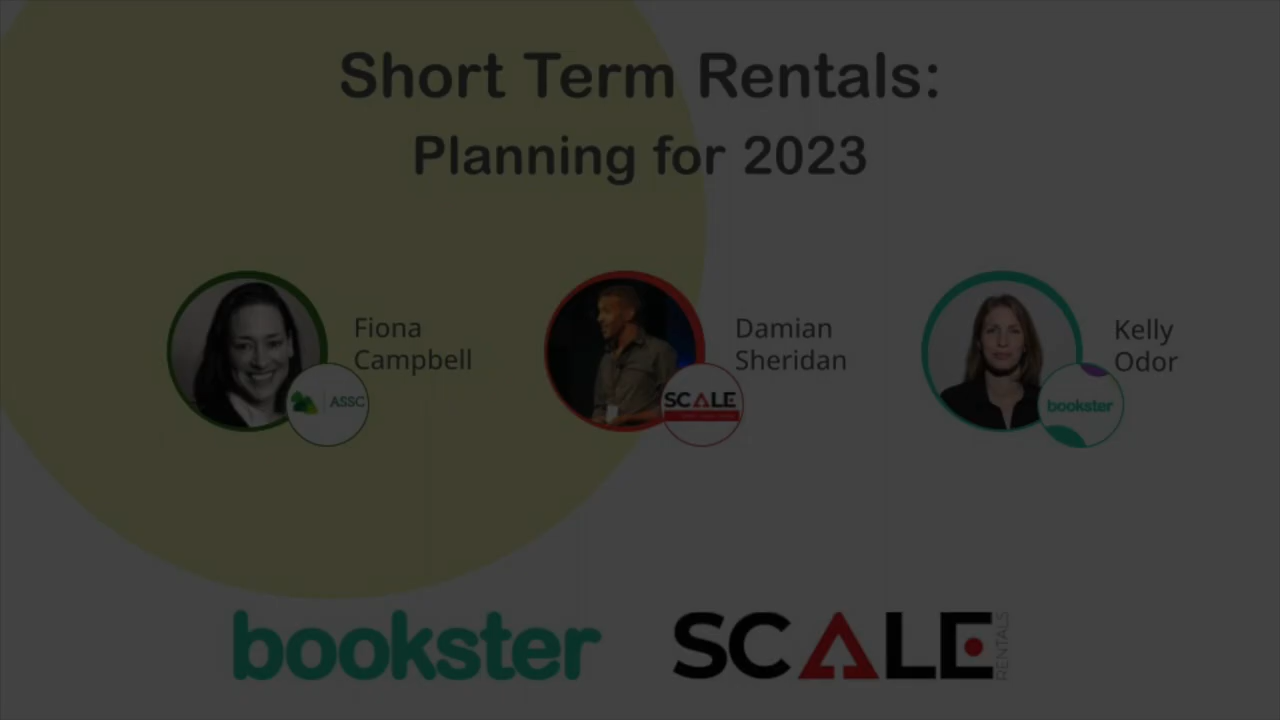 Short Term Rentals:
Planning for 2023
Fiona
Campbell
ASSC
Damian
Sheridan
SCALE
Kelly
Odor
bookster
bookster
SCALE
RENTALS